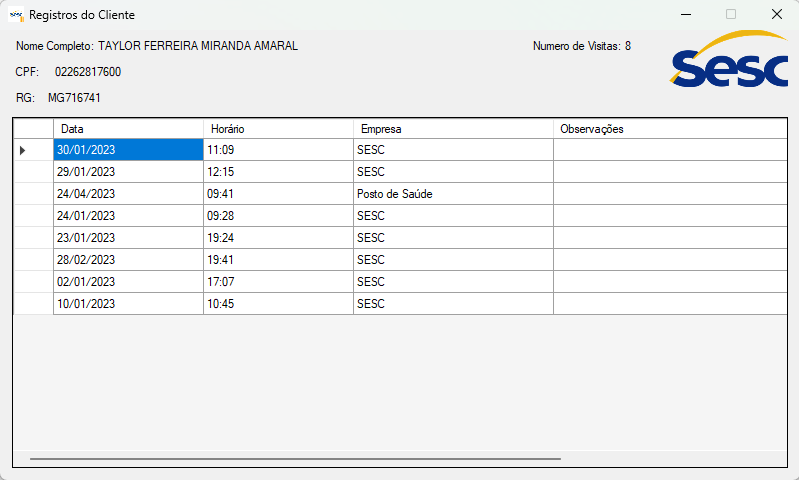 Registros do Cliente
Nome Completo: TAYLOR FERREIRA MIRANDA AMARAL Numero de Visitas: 8
Sesc
CPF: 02262817600
RG: MG716741
Data Horário Empresa Observações
30/01/2023 11:09 SESC
29/01/2023 12:15 SESC
24/04/2023 09:41 Posto de Saúde
24/01/2023 09:28 SESC
23/01/2023 19:24 SESC
28/02/2023 19:41 SESC
02/01/2023 17:07 SESC
10/01/2023 10:45 SESC